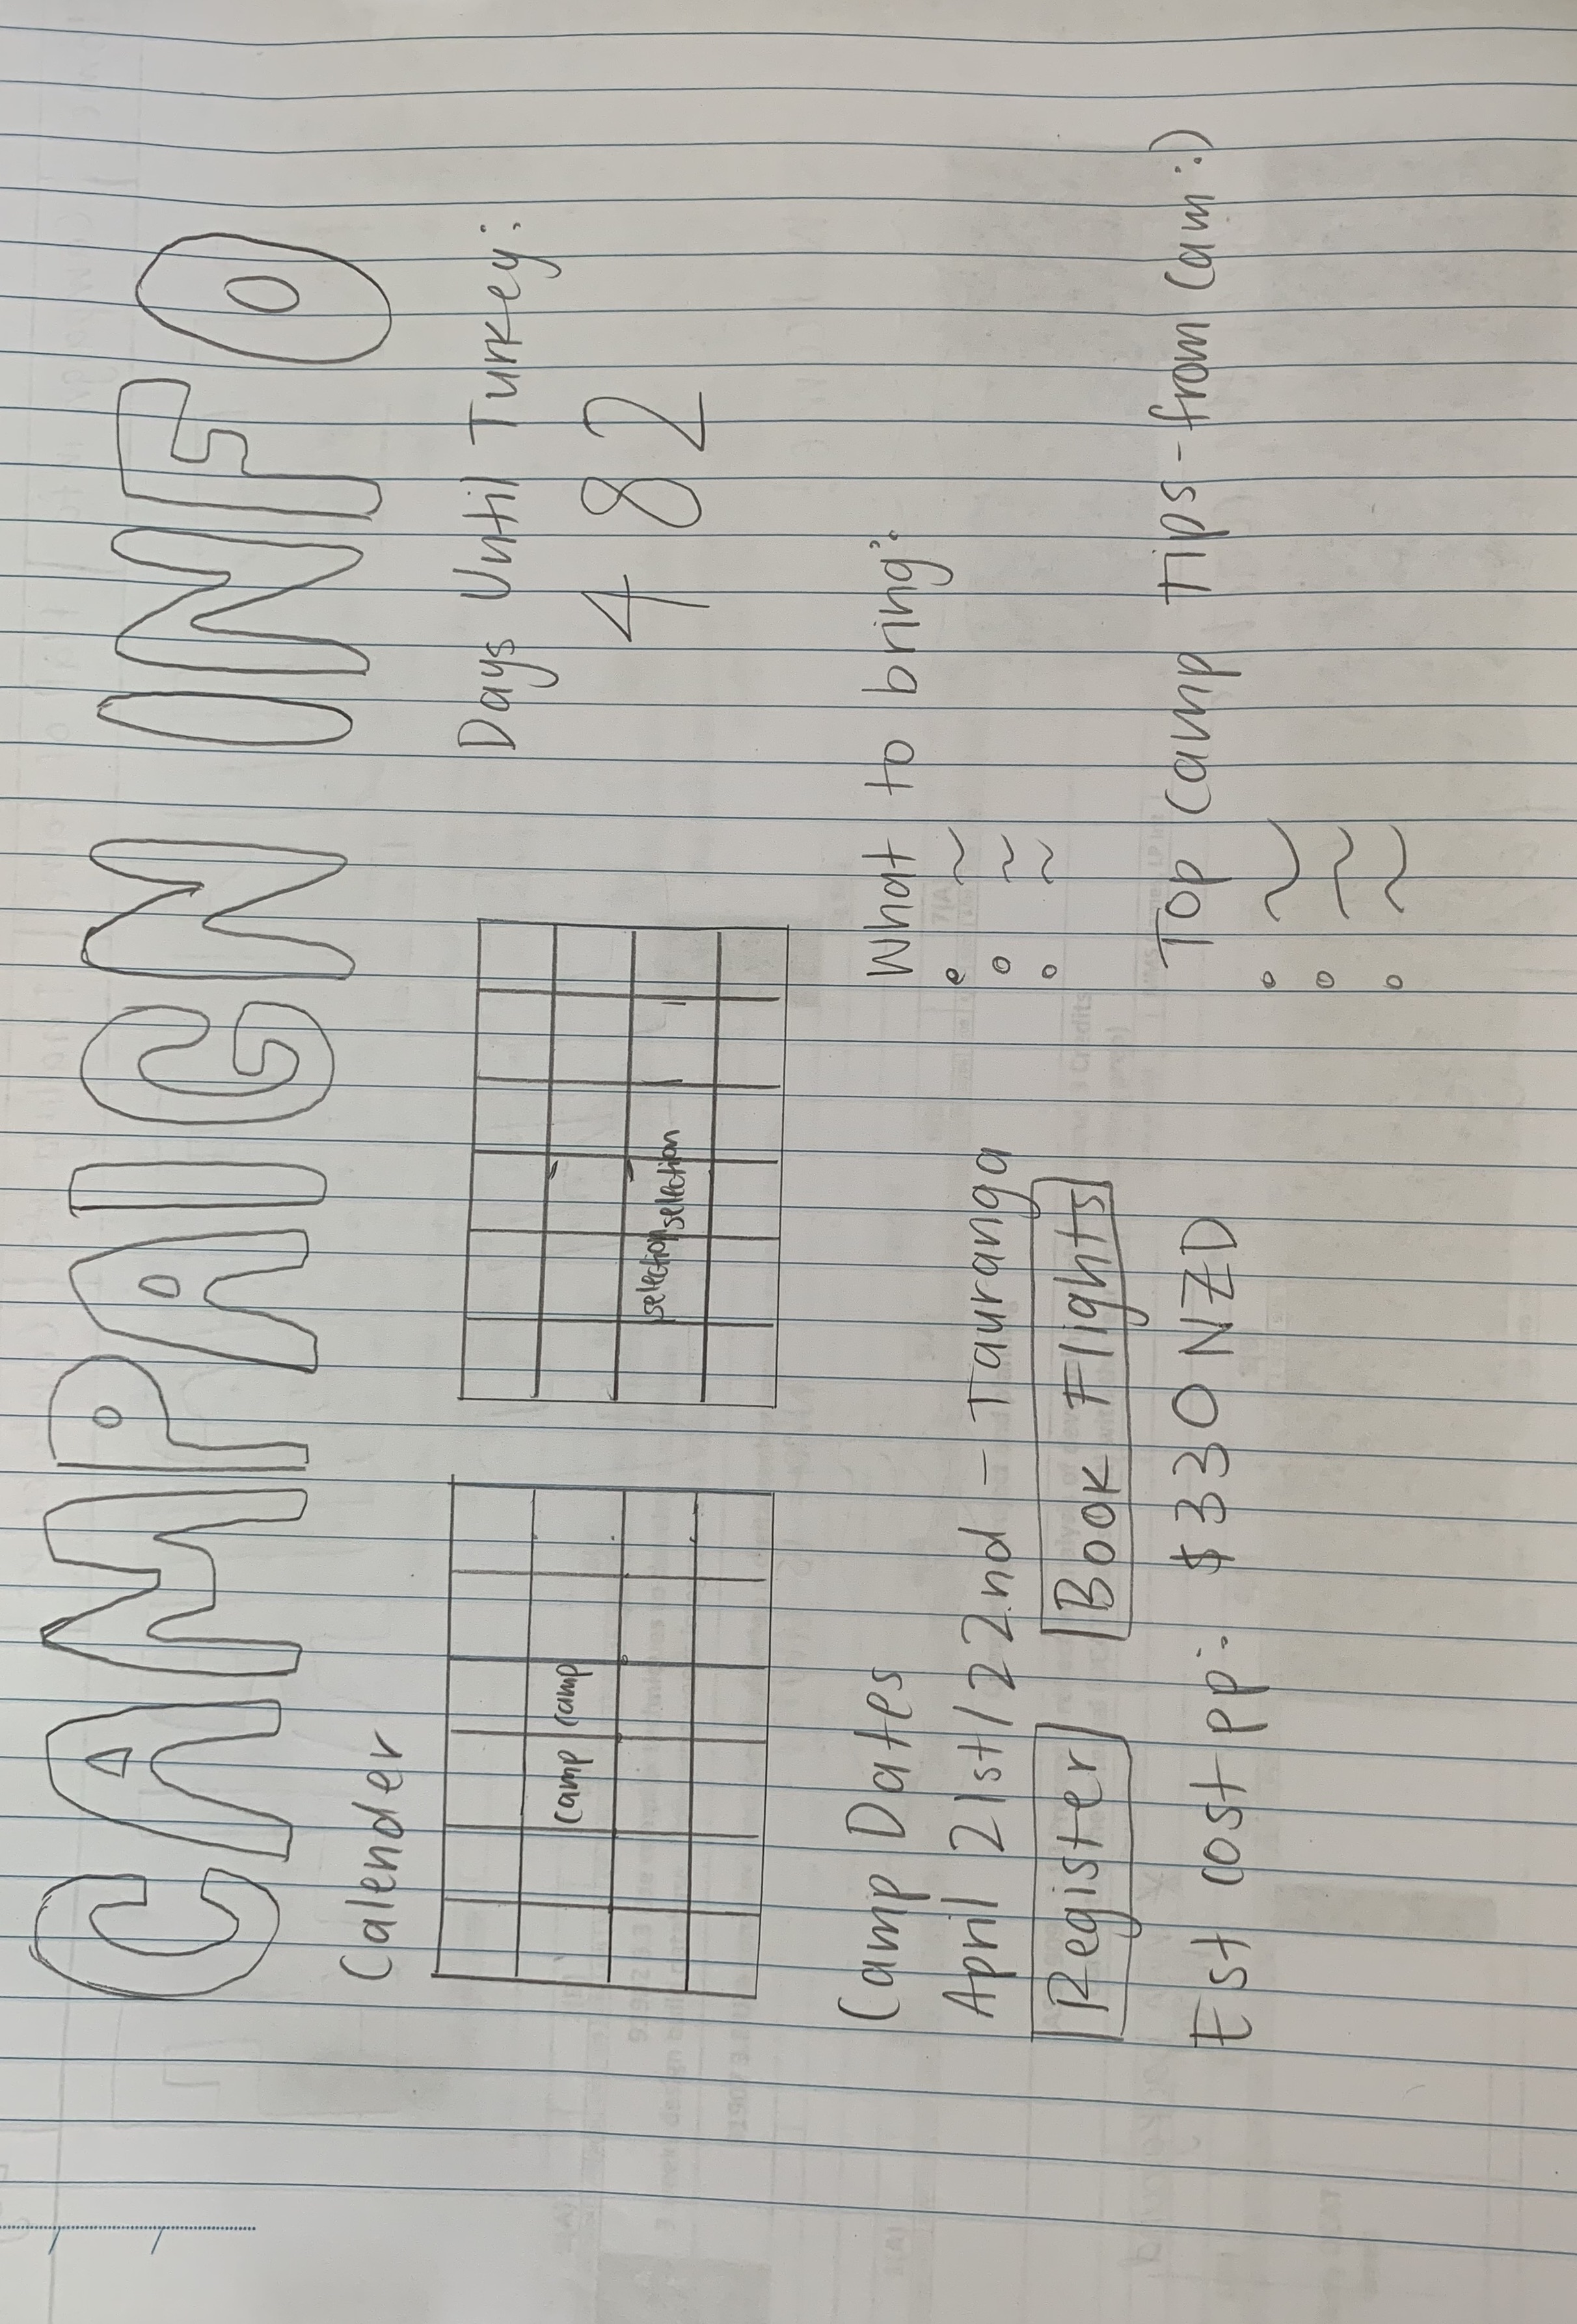 CAMPAIGN INFO
Calender
Days Until Turkey:
482
camp camp
selection selection
Camp Dates
April 21st/22nd - Tauranga
Register Book Flights
Est cost pp: $330 NZD
What to bring:
Top camp tips - from Cam :)